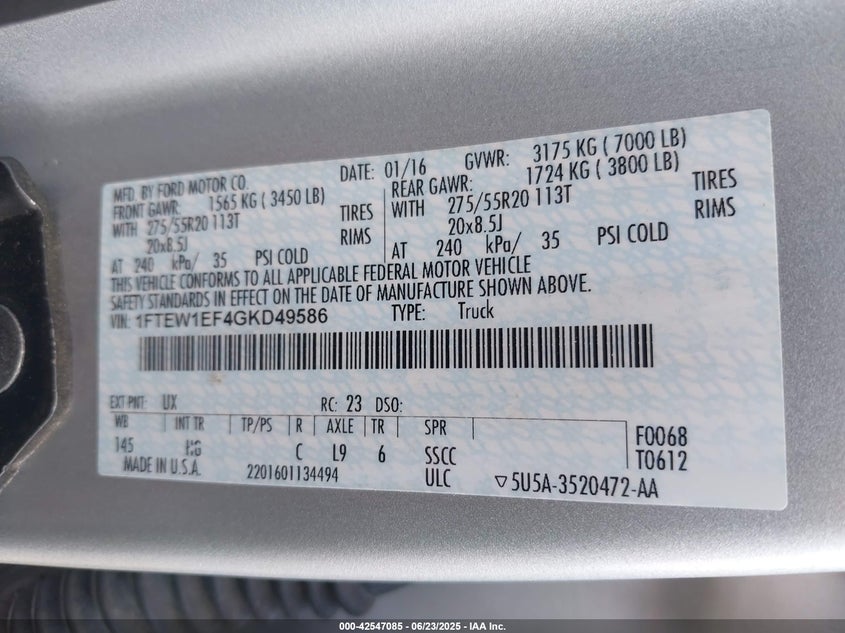 MFD. BY FORD MOTOR CO. DATE: 01/16 GVWR: 3175 KG ( 7000 LB)
FRONT GAWR: 1565 KG ( 3450 LB) REAR GAWR: 1724 KG ( 3800 LB)
WITH 275/55R20 113T TIRES WITH 275/55R20 113T TIRES
20x8.5J RIMS 20x8.5J RIMS
AT 240 kPa/ 35 PSI COLD AT 240 kPa/ 35 PSI COLD
THIS VEHICLE CONFORMS TO ALL APPLICABLE FEDERAL MOTOR VEHICLE
SAFETY STANDARDS IN EFFECT ON THE DATE OF MANUFACTURE SHOWN ABOVE.
VIN: 1FTEW1EF4GKD49586 TYPE: Truck
EXT PNT: UX RC: 23 DSO:
WB INT TR TP/PS R AXLE TR SPR
145 HG C L9 6 SSCC F0068
ULC T0612
MADE IN U.S.A. 2201601134494 ▽5U5A-3520472-AA
000-42547085 - 06/23/2025 - IAA Inc.